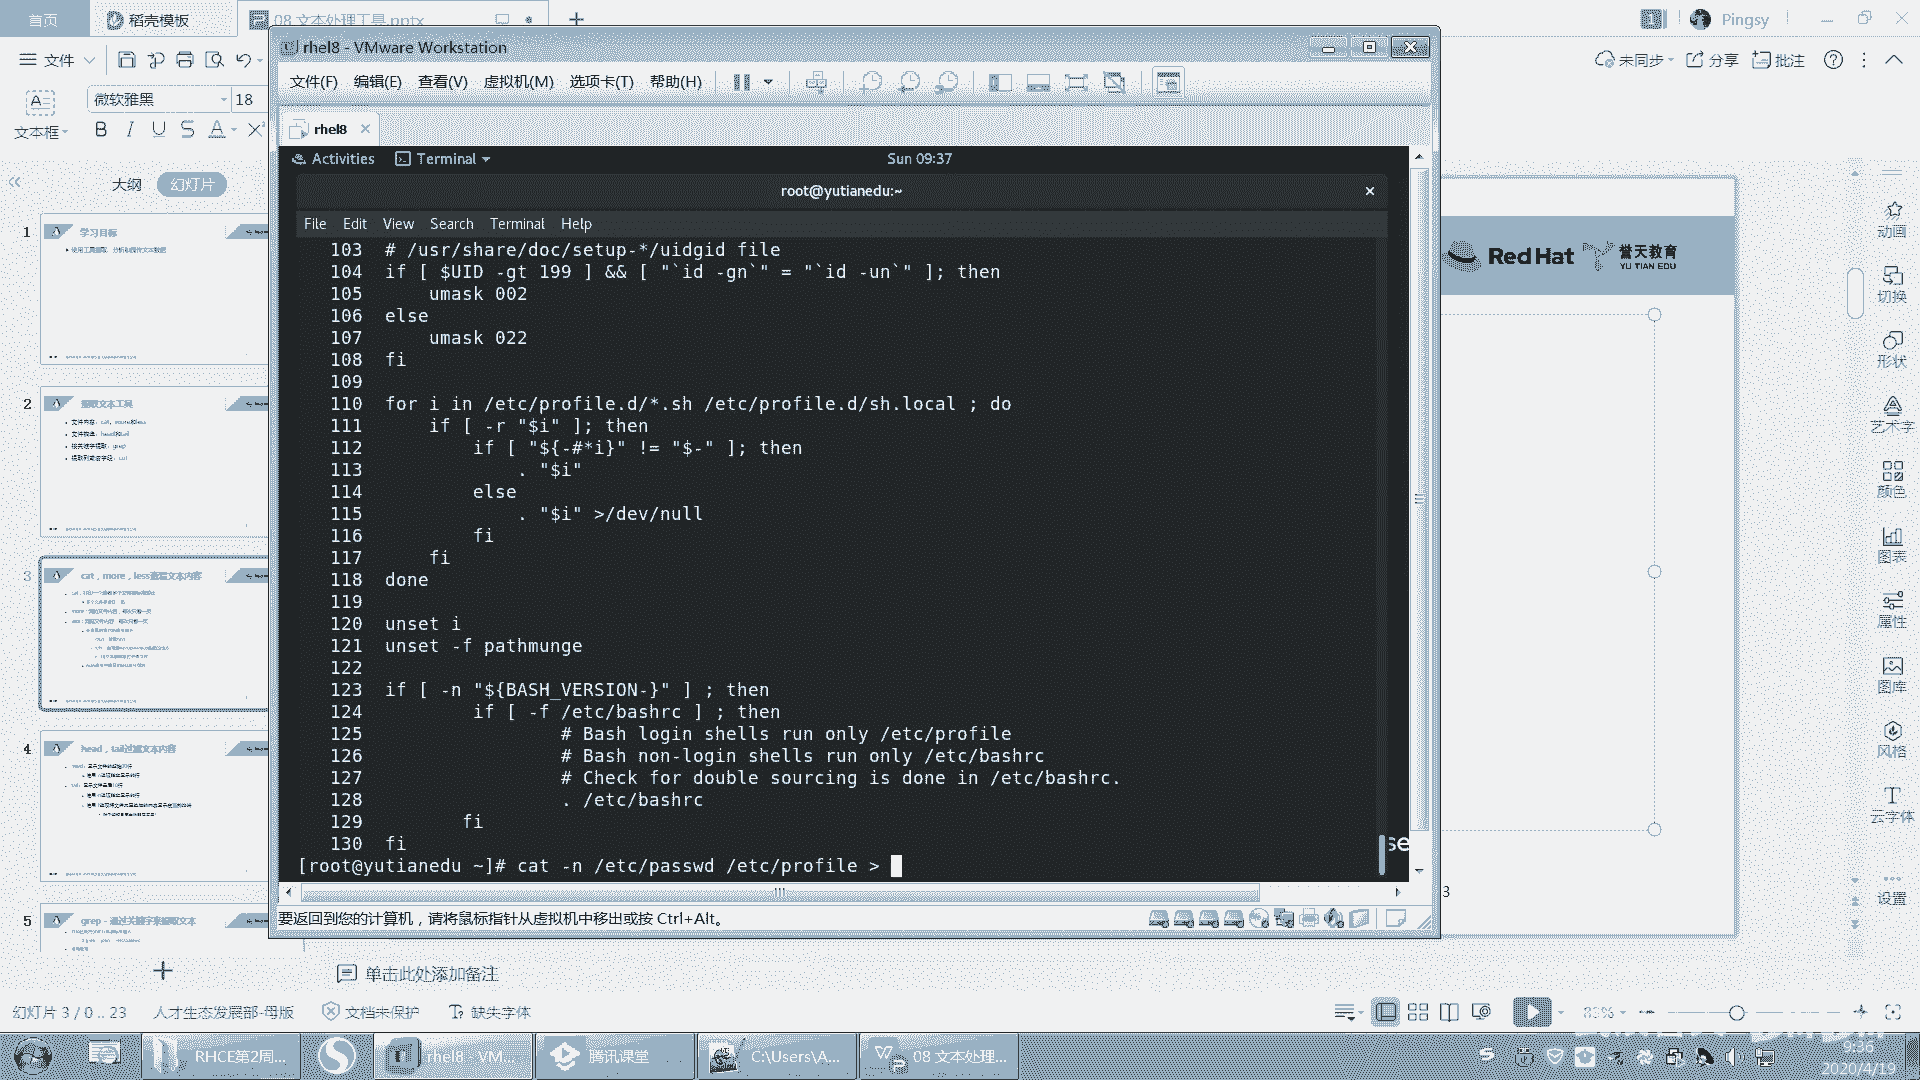 首页
稻壳模板
08 文本处理工具.pptx
Pingsy
文件
未同步
分享
批注
微软雅黑
18
文本框
大纲
幻灯片
rhel8 - VMware Workstation
文件(F) 编辑(E) 查看(V) 虚拟机(M) 选项卡(T) 帮助(H)
rhel8
Activities Terminal Sun 09:37
root@yutianedu:~
File Edit View Search Terminal Help
103 # /usr/share/doc/setup-*/uidgid file
104 if [ $UID -gt 199 ] && [ "`id -gn`" = "`id -un`" ]; then
105 umask 002
106 else
107 umask 022
108 fi
109
110 for i in /etc/profile.d/*.sh /etc/profile.d/sh.local ; do
111 if [ -r "$i" ]; then
112 if [ "${-#*i}" != "$-" ]; then
113 . "$i"
114 else
115 . "$i" >/dev/null
116 fi
117 fi
118 done
119
120 unset i
121 unset -f pathmunge
122
123 if [ -n "${BASH_VERSION-}" ] ; then
124 if [ -f /etc/bashrc ] ; then
125 # Bash login shells run only /etc/profile
126 # Bash non-login shells run only /etc/bashrc
127 # Check for double sourcing is done in /etc/bashrc.
128 . /etc/bashrc
129 fi
130 fi
[root@yutianedu ~]# cat -n /etc/passwd /etc/profile >
se
要返回到您的计算机，请将鼠标指针从虚拟机中移出或按 Ctrl+Alt。
1
学习目标
2
提取文本工具
3
cat，more，less查看文本内容
4
head，tail过滤文本内容
5
grep - 通过关键字来提取文本
Red Hat
誉天教育
YU TIAN EDU
3
动画
切换
形状
艺术字
颜色
图表
属性
图库
风格
云字体
设置
单击此处添加备注
幻灯片 3 / 0 .. 23
人才生态发展部-母版
文档未保护
缺失字体
83%
RHCE第2周...
rhel8 - VM...
腾讯课堂
C:\Users\A...
08 文本处理...
9:36
2020/4/19